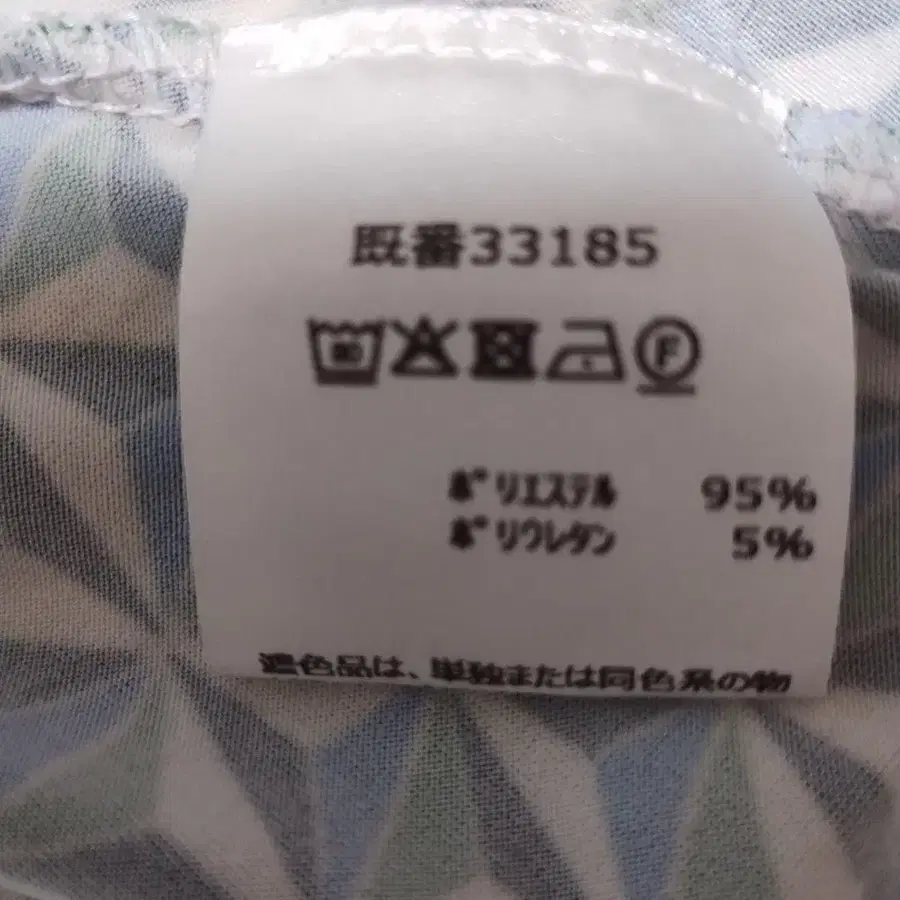 既番33185
F
ポリエステル 95%
ポリウレタン 5%
濃色品は、単独または同色系の物